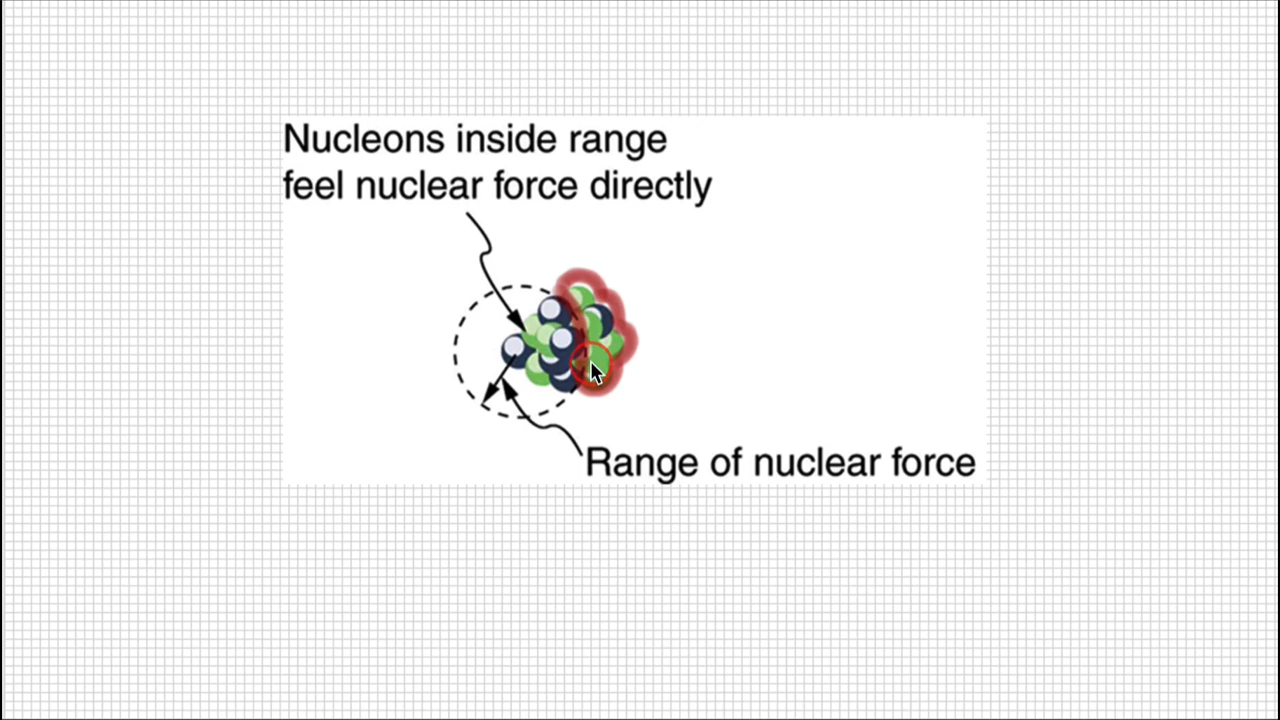 Nucleons inside range
feel nuclear force directly
Range of nuclear force